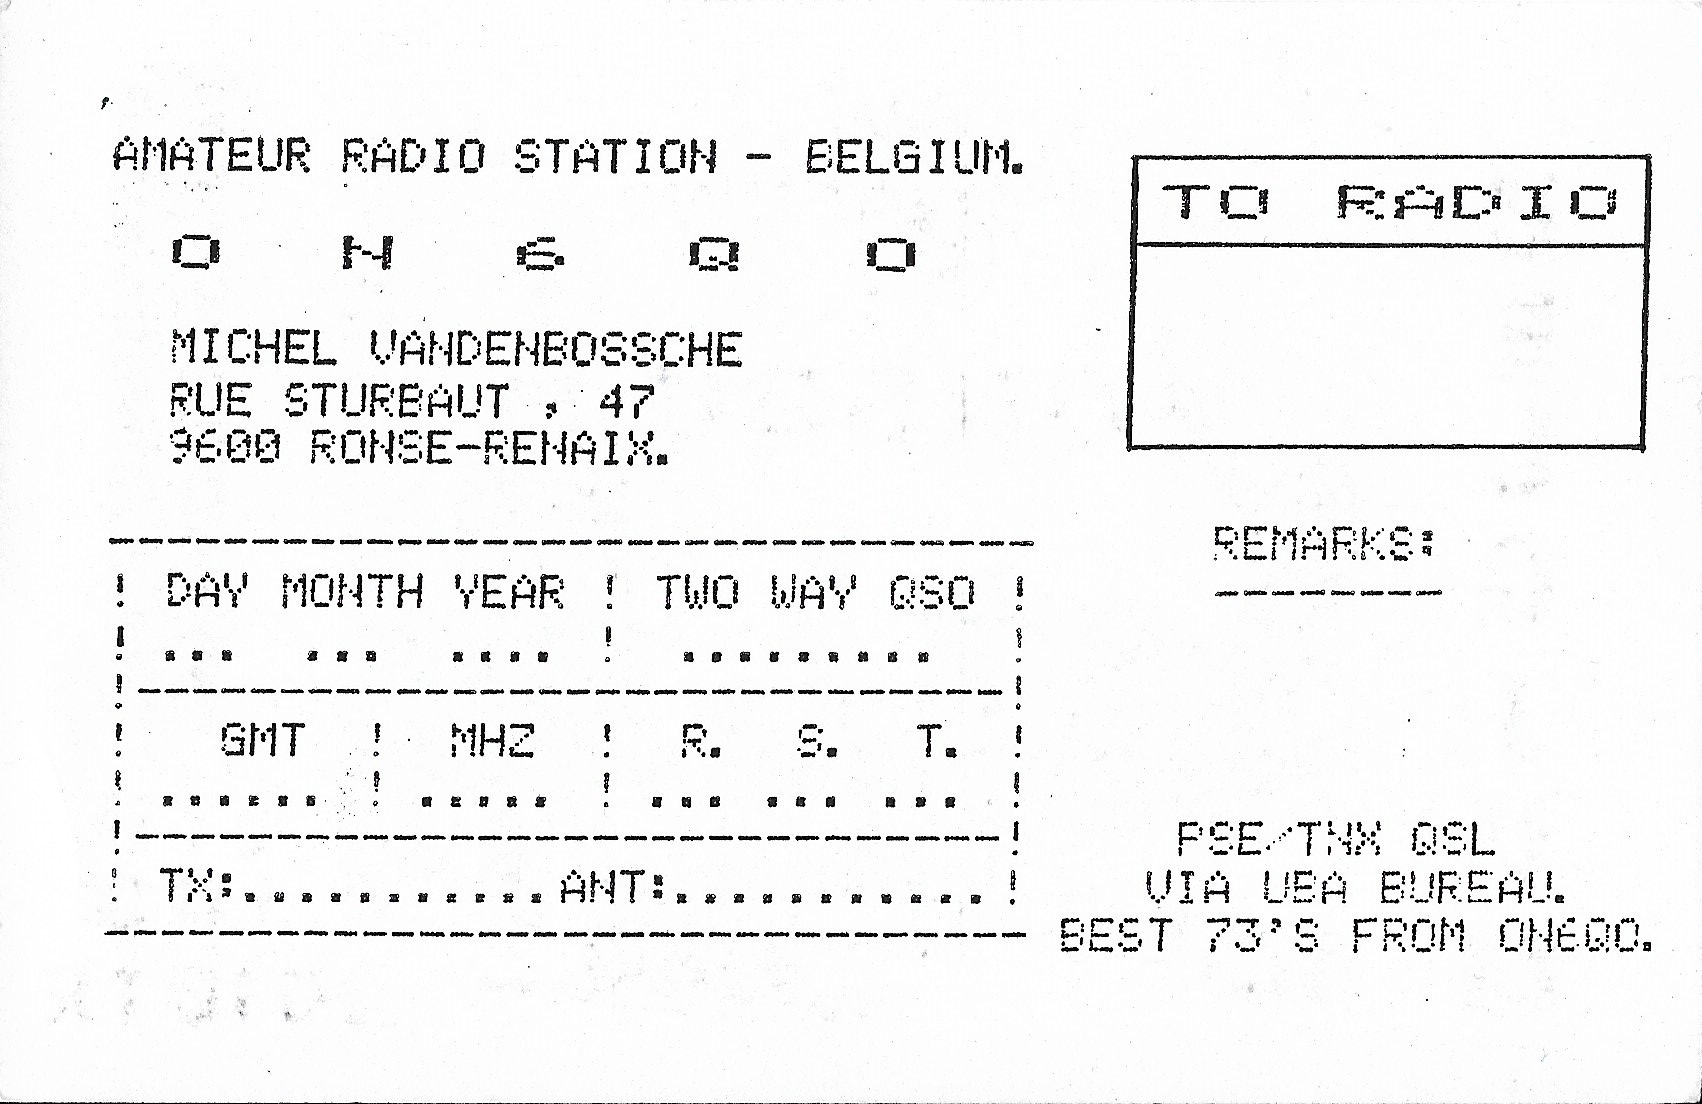 AMATEUR RADIO STATION - BELGIUM.
O N 6 Q O
MICHEL VANDENBOSSCHE
RUE STURBAUT , 47
9600 RONSE-RENAIX.
TO RADIO
------------------------------------
! DAY MONTH YEAR ! TWO WAY QSO !
! ... ... .... ! ......... !
! ------------------------------ !
! GMT ! MHZ ! R. S. T. !
! ...... ! ..... ! ... ... ... !
! ------------------------------ !
! TX:...........ANT:........... !
--------------------------------
REMARKS:
--------
PSE/TNX QSL
VIA UBA BUREAU.
BEST 73'S FROM ON6QO.